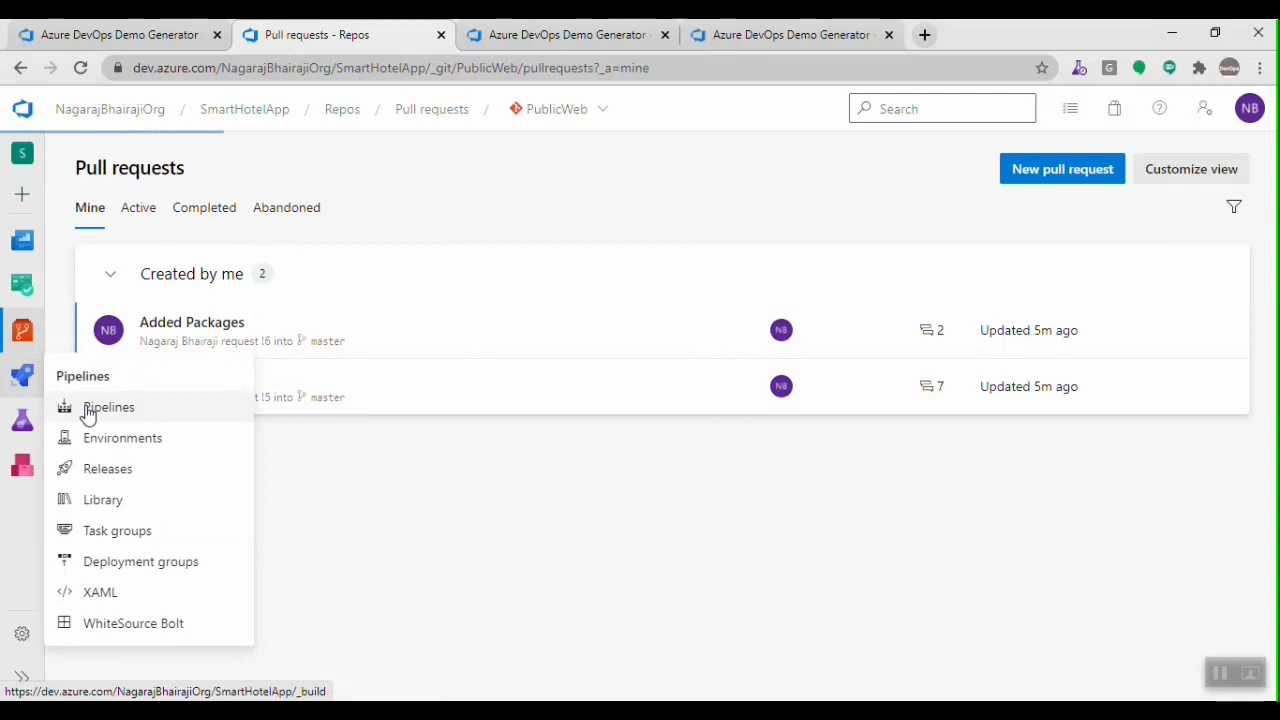 Azure DevOps Demo Generator
Pull requests - Repos
Azure DevOps Demo Generator
Azure DevOps Demo Generator
dev.azure.com/NagarajBhairajiOrg/SmartHotelApp/_git/PublicWeb/pullrequests?_a=mine
NagarajBhairajiOrg / SmartHotelApp / Repos / Pull requests / PublicWeb
Search
NB
S
Pull requests
New pull request
Customize view
Mine Active Completed Abandoned
Created by me 2
NB
Added Packages
Nagaraj Bhairaji request !6 into master
NB
2
Updated 5m ago
t !5 into master
NB
7
Updated 5m ago
Pipelines
Pipelines
Environments
Releases
Library
Task groups
Deployment groups
XAML
WhiteSource Bolt
https://dev.azure.com/NagarajBhairajiOrg/SmartHotelApp/_build